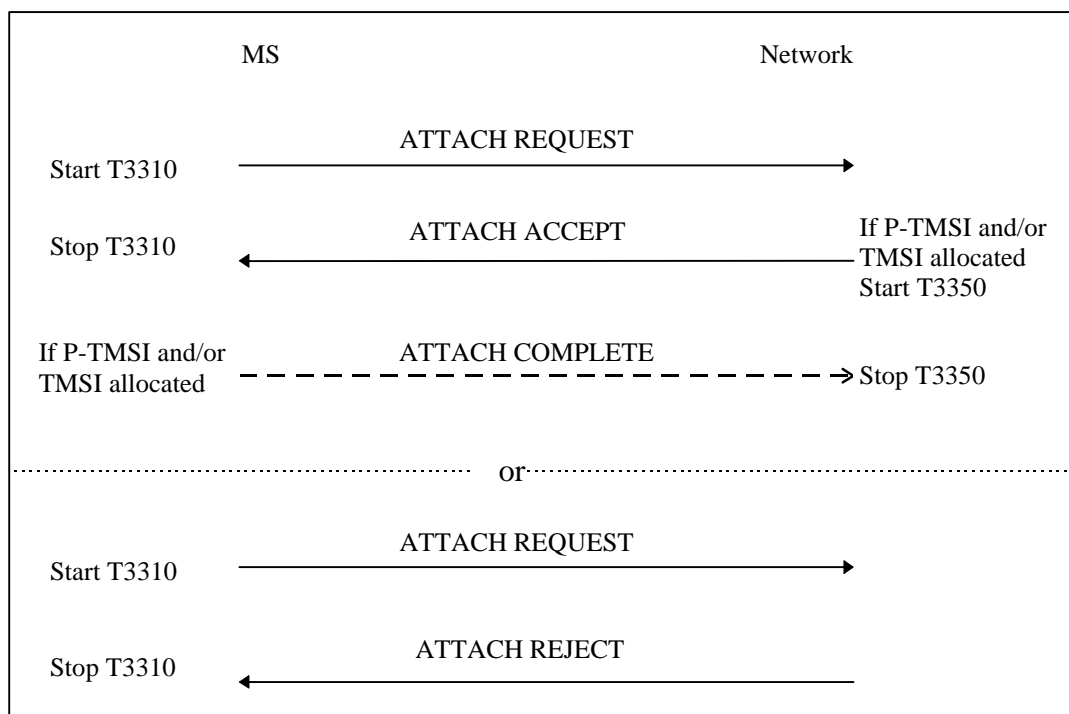 MS
Network
ATTACH REQUEST
Start T3310
ATTACH ACCEPT
Stop T3310
If P-TMSI and/or
TMSI allocated
Start T3350
If P-TMSI and/or
TMSI allocated
ATTACH COMPLETE
Stop T3350
or
ATTACH REQUEST
Start T3310
ATTACH REJECT
Stop T3310